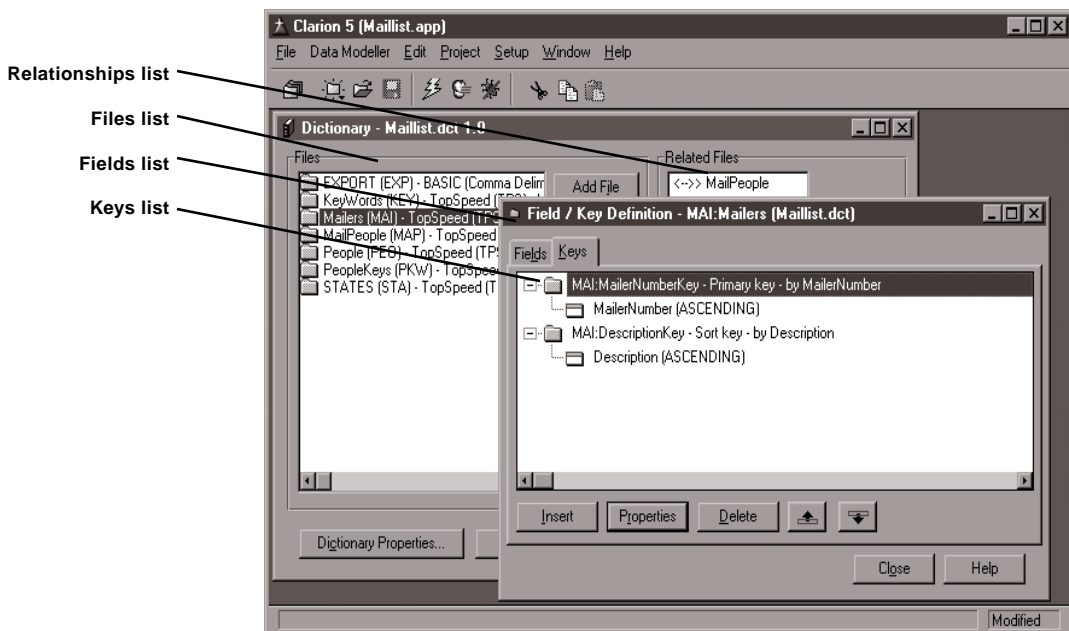 Clarion 5 (Maillist.app)
File Data Modeller Edit Project Setup Window Help
Relationships list
Files list
Fields list
Keys list
Dictionary - Maillist.dct 1.0
Files
Related Files
EXPORT (EXP) - BASIC (Comma Delim
KeyWords (KEY) - TopSpeed (TPS)
Mailers (MAI) - TopSpeed (TPS
MailPeople (MAP) - TopSpeed
People (PEO) - TopSpeed (TP
PeopleKeys (PKW) - TopSpee
STATES (STA) - TopSpeed (T
Add File
<-->> MailPeople
Field / Key Definition - MAI:Mailers (Maillist.dct)
Fields Keys
MAI:MailerNumberKey - Primary key - by MailerNumber
MailerNumber (ASCENDING)
MAI:DescriptionKey - Sort key - by Description
Description (ASCENDING)
Insert Properties Delete
Dictionary Properties...
Close Help
Modified